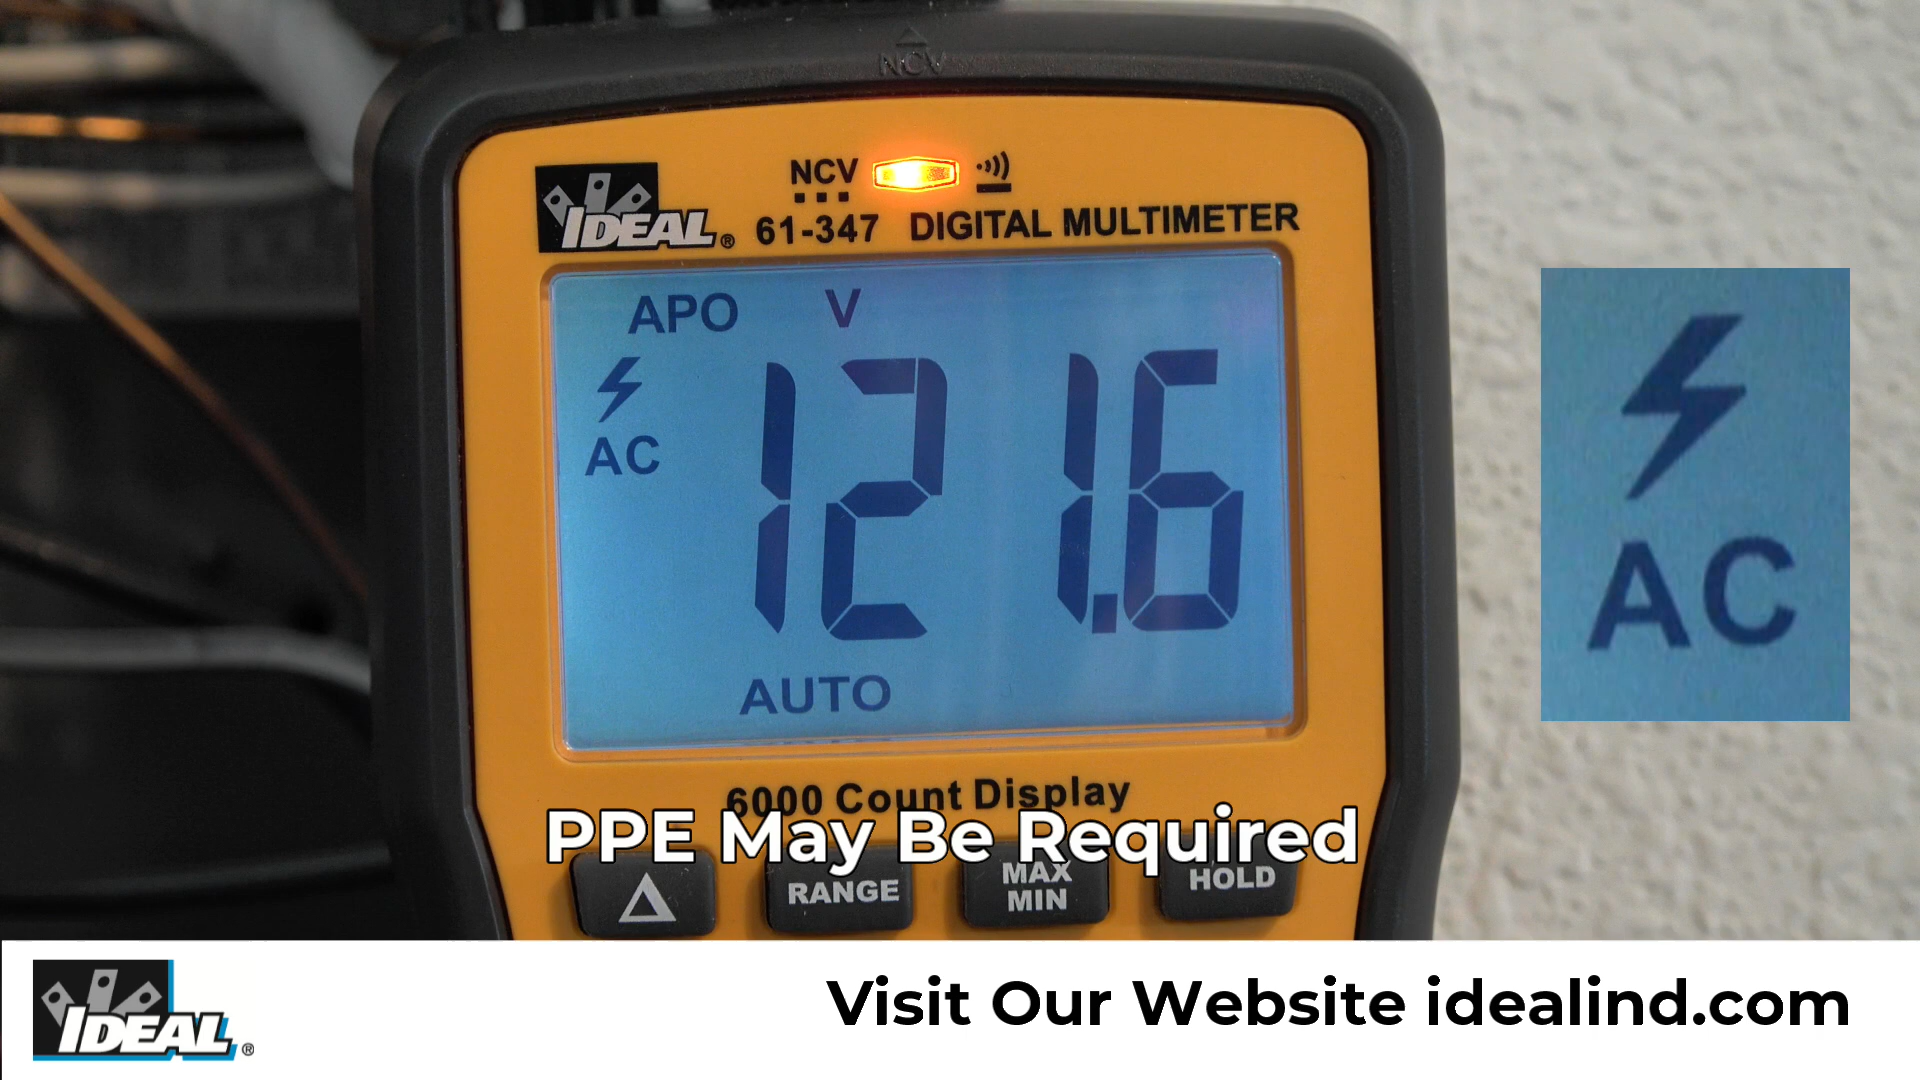 NCV
NCV
IDEAL® 61-347 DIGITAL MULTIMETER
APO V
AC
121.6
AUTO
AC
6000 Count Display
PPE May Be Required
RANGE
MAX
MIN
HOLD
IDEAL®
Visit Our Website idealind.com